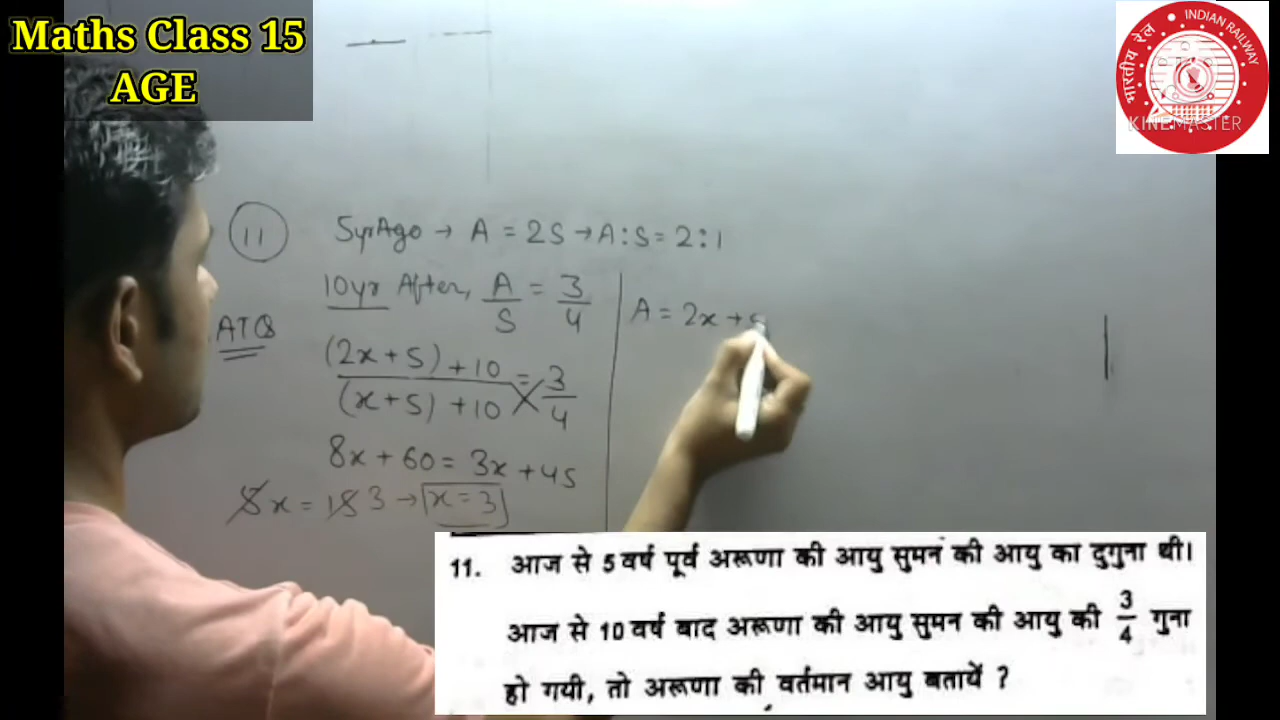 Maths Class 15
AGE
भारतीय रेल INDIAN RAILWAY
KINEMASTER
11 5yrAgo → A = 2S → A:S = 2:1
10yr After, A/S = 3/4
ATQ
(2x+5)+10 / (x+5)+10 = 3/4
8x + 60 = 3x + 45
5x = 15 3 → x = 3
A = 2x + 5
11. आज से 5 वर्ष पूर्व अरूणा की आयु सुमन की आयु का दुगुना थी।
आज से 10 वर्ष बाद अरूणा की आयु सुमन की आयु की 3/4 गुना
हो गयी, तो अरूणा की वर्तमान आयु बतायें ?